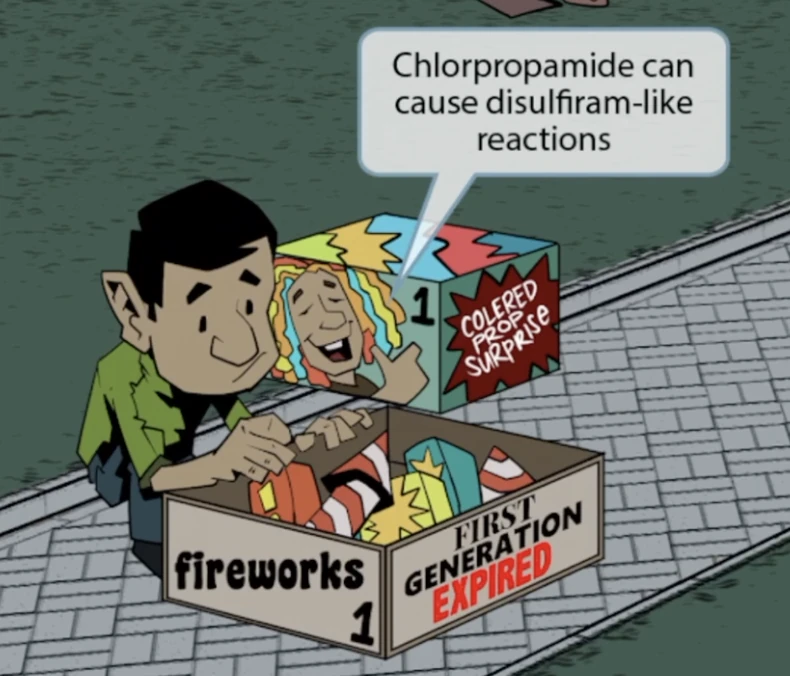 Chlorpropamide can
cause disulfiram-like
reactions
1
COLERED
PROP
SURPRISE
fireworks
1
FIRST
GENERATION
EXPIRED